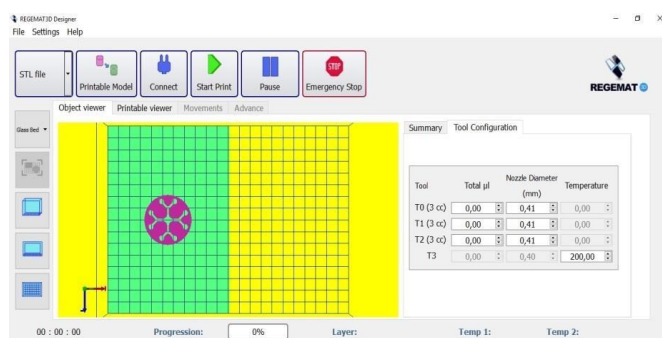 REGEMAT3D Designer
File Settings Help
STL file
Printable Model
Connect
Start Print
Pause
STOP
Emergency Stop
REGEMAT
Object viewer Printable viewer Movements Advance
Glass Bed
Summary Tool Configuration
Tool Total µl Nozzle Diameter (mm) Temperature
T0 (3 cc) 0,00 0,41 0,00
T1 (3 cc) 0,00 0,41 0,00
T2 (3 cc) 0,00 0,41 0,00
T3 0,00 0,40 200,00
00 : 00 : 00 Progression: 0% Layer: Temp 1: Temp 2: